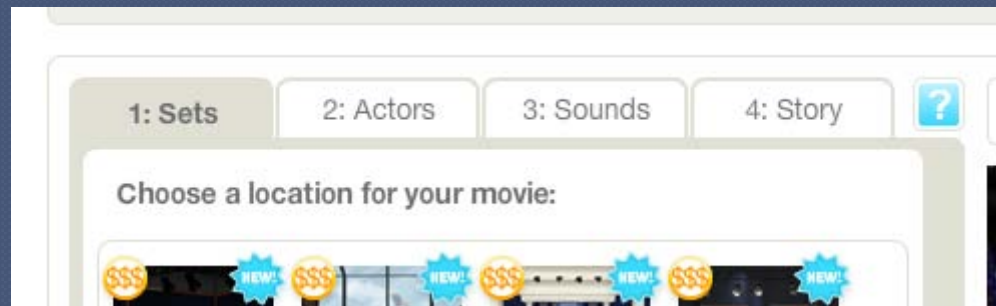 1: Sets 2: Actors 3: Sounds 4: Story ?
Choose a location for your movie:
$$$ NEW! $$$ NEW! $$$ NEW! $$$ NEW!